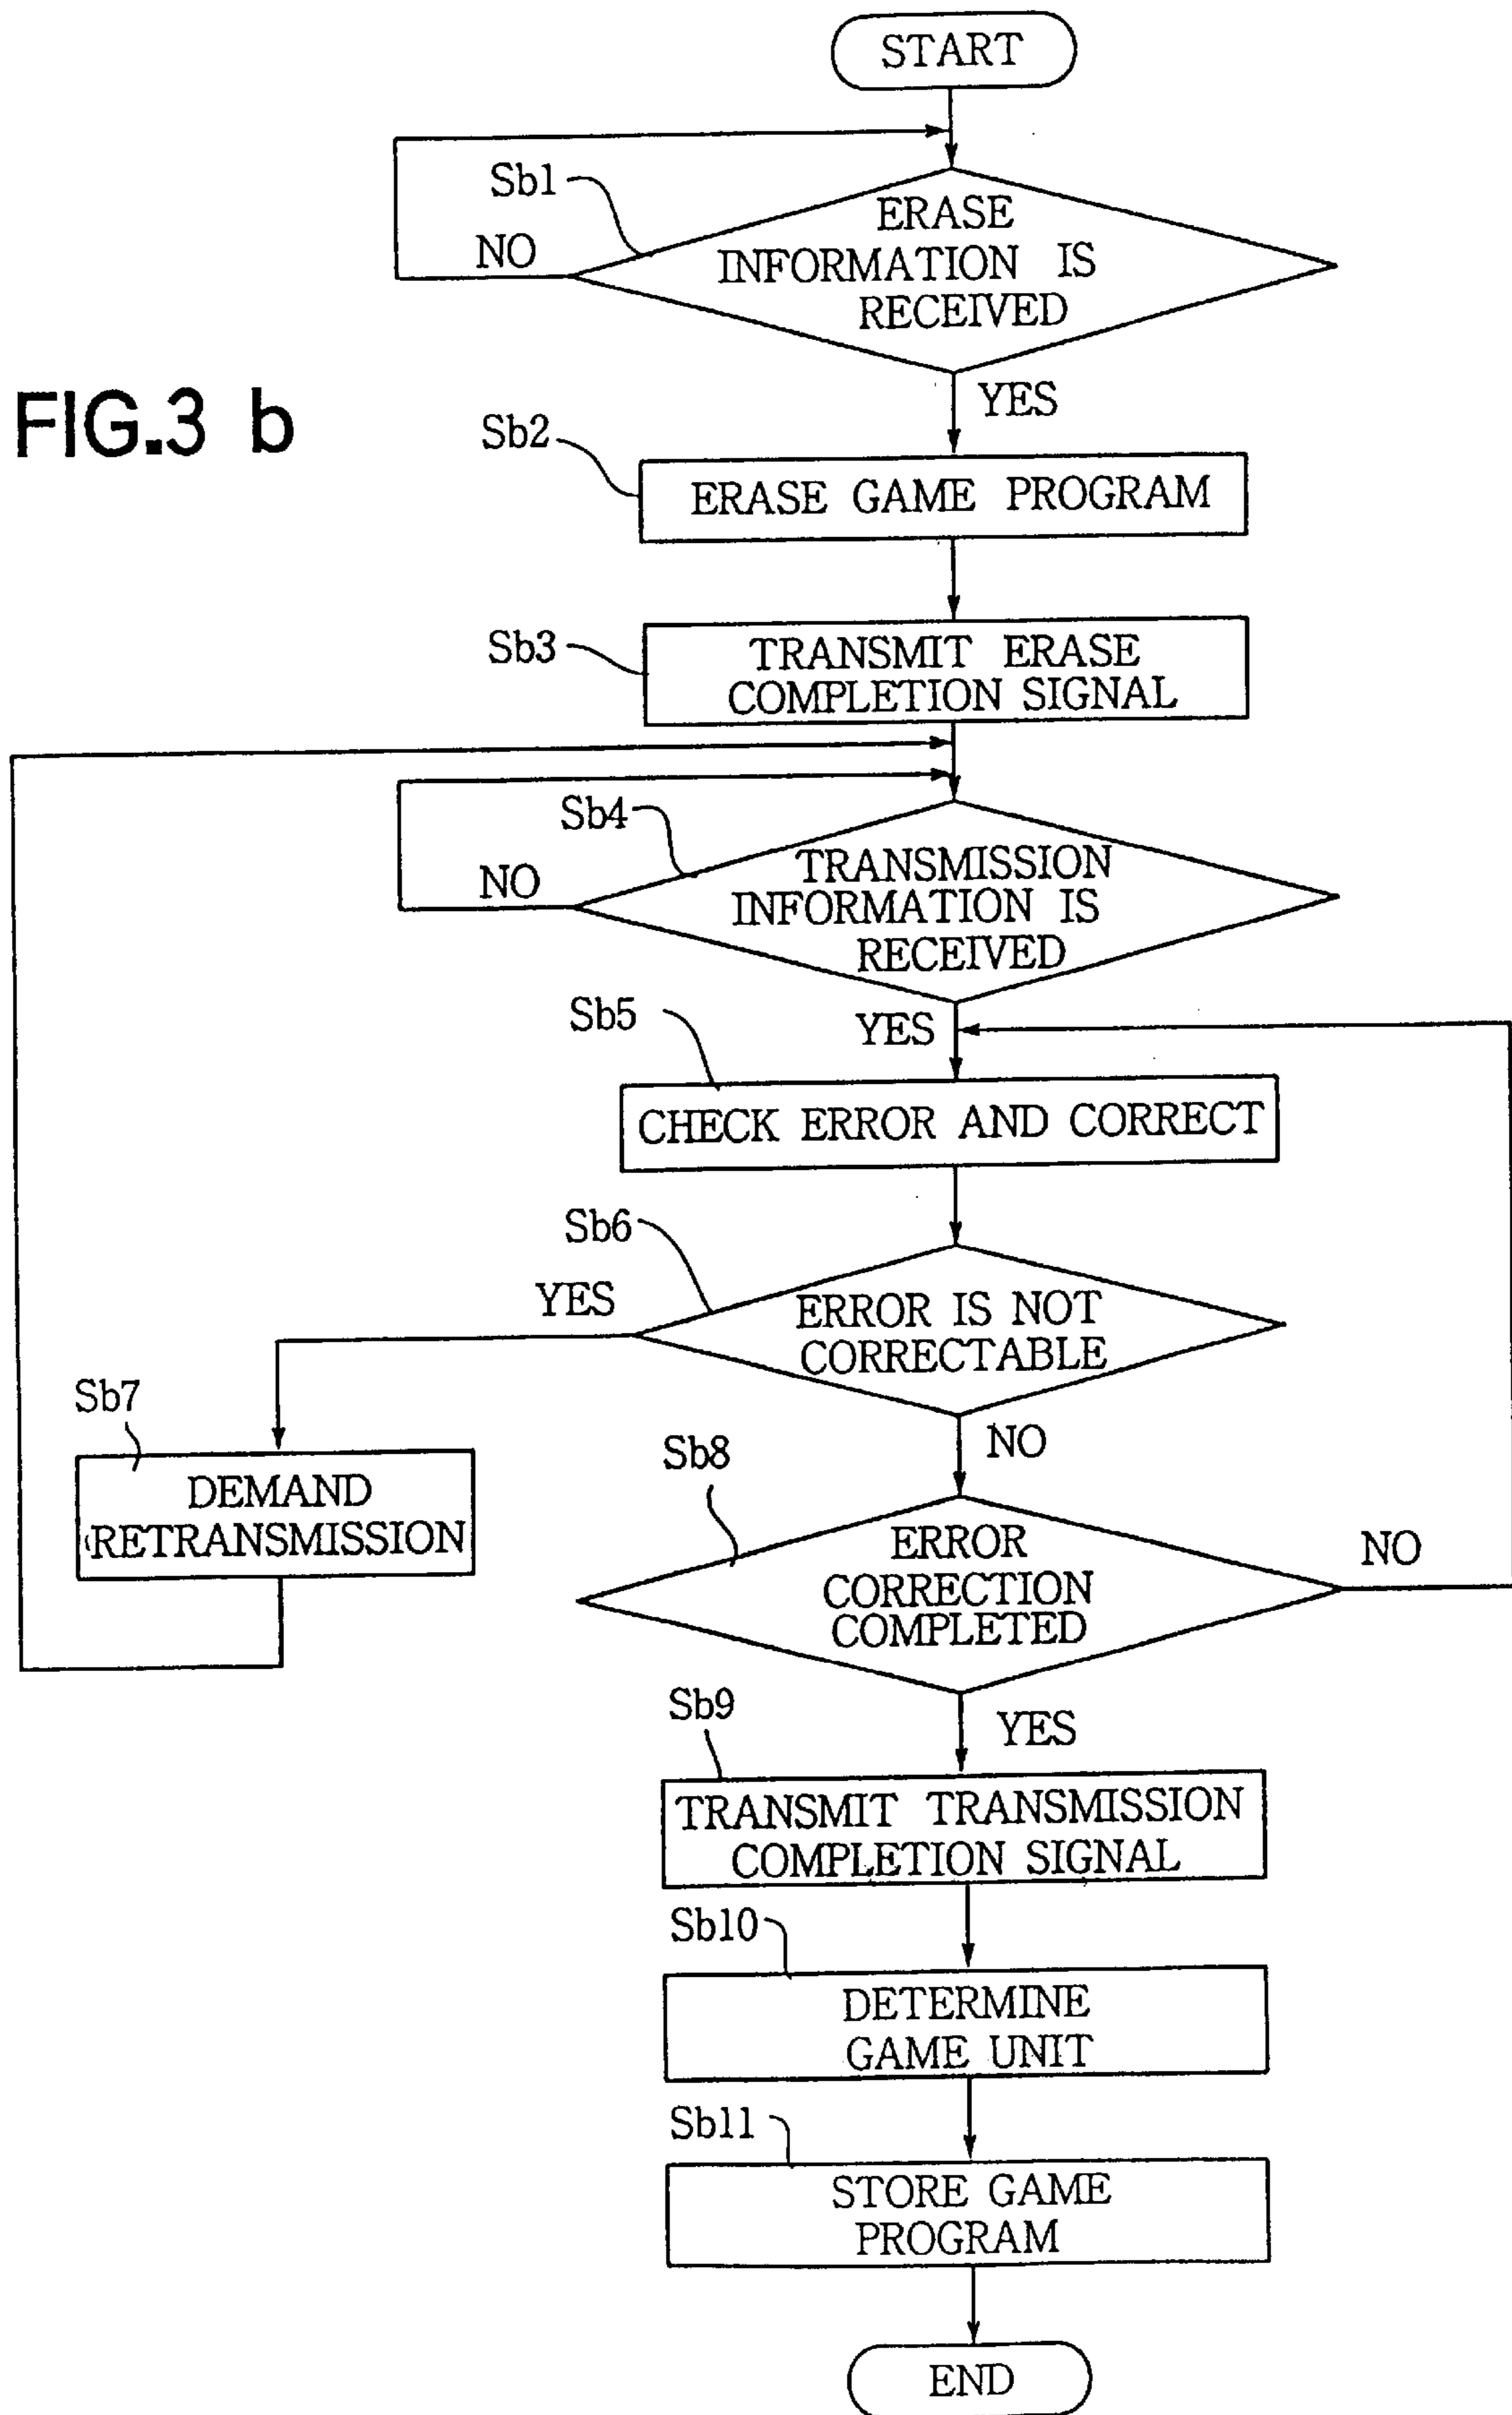 START
Sb1
NO
ERASE
INFORMATION IS
RECEIVED
YES
FIG.3 b
Sb2
ERASE GAME PROGRAM
Sb3
TRANSMIT ERASE
COMPLETION SIGNAL
Sb4
NO
TRANSMISSION
INFORMATION IS
RECEIVED
Sb5
YES
CHECK ERROR AND CORRECT
Sb6
YES
ERROR IS NOT
CORRECTABLE
Sb7
NO
DEMAND
RETRANSMISSION
Sb8
ERROR
CORRECTION
COMPLETED
NO
Sb9
YES
TRANSMIT TRANSMISSION
COMPLETION SIGNAL
Sb10
DETERMINE
GAME UNIT
Sb11
STORE GAME
PROGRAM
END